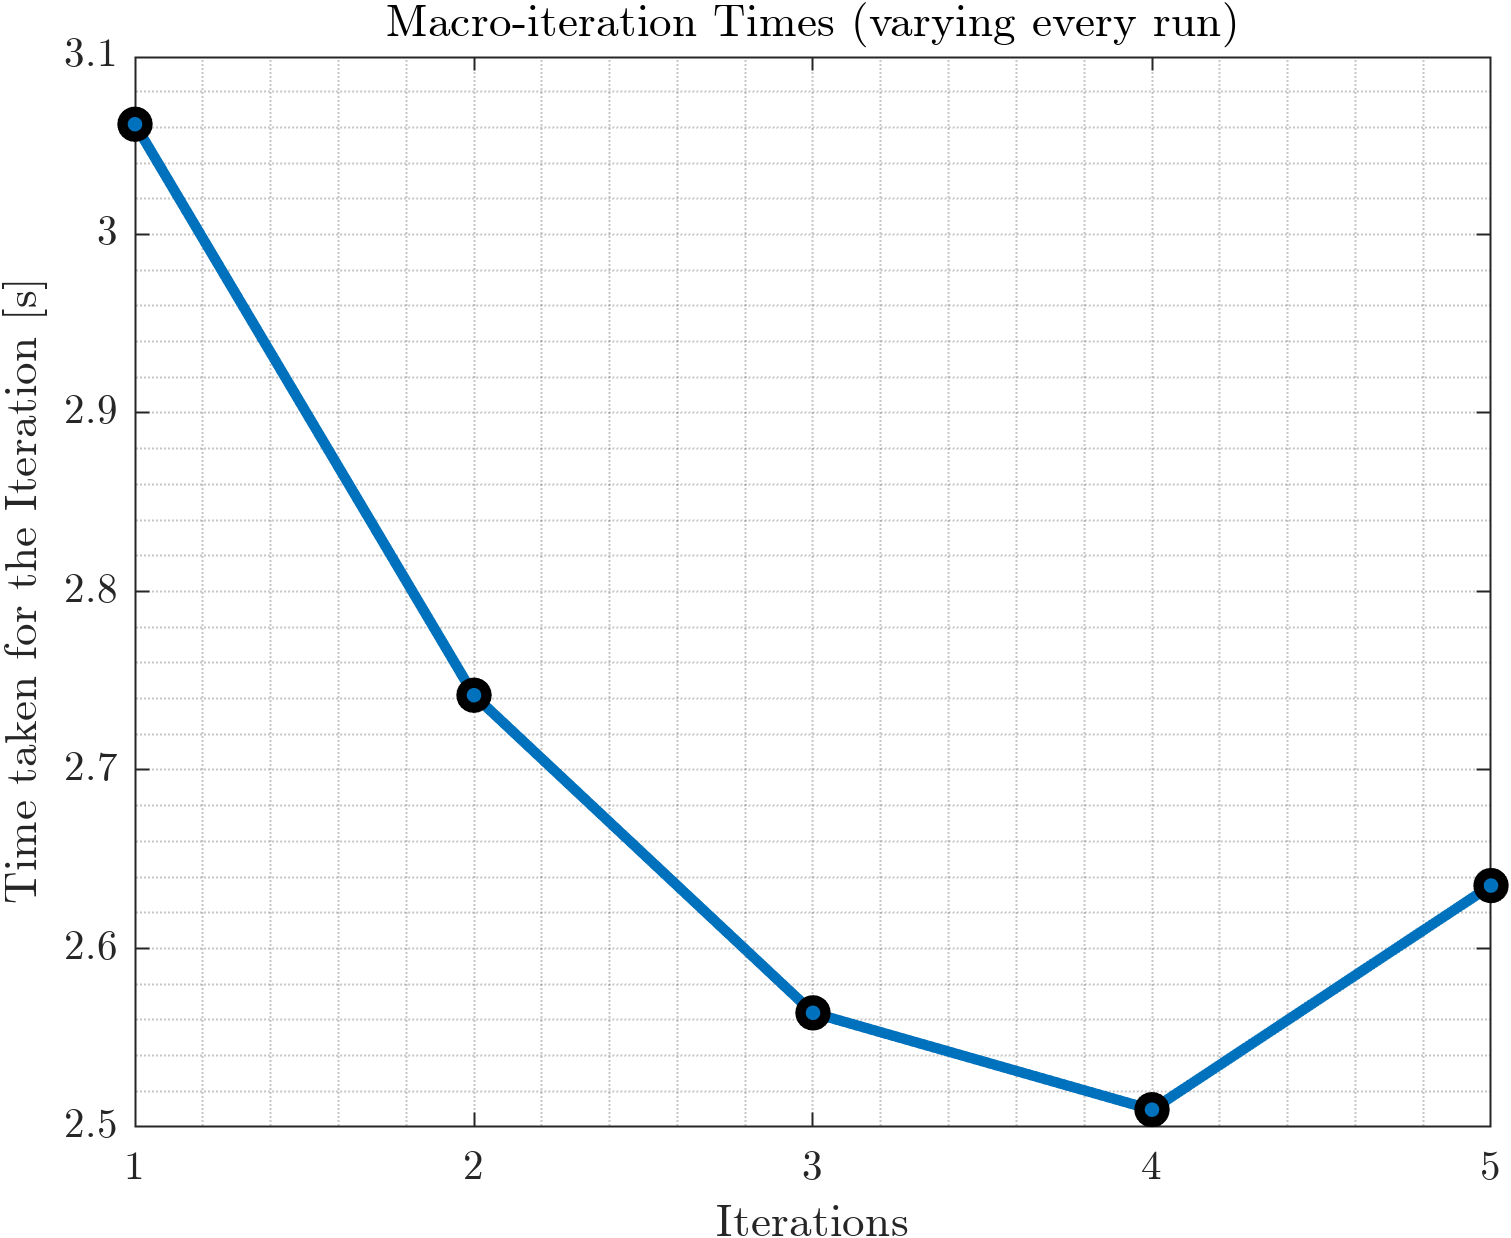 Macro-iteration Times (varying every run)
Time taken for the Iteration [s]
3.1
3
2.9
2.8
2.7
2.6
2.5
1 2 3 4 5
Iterations